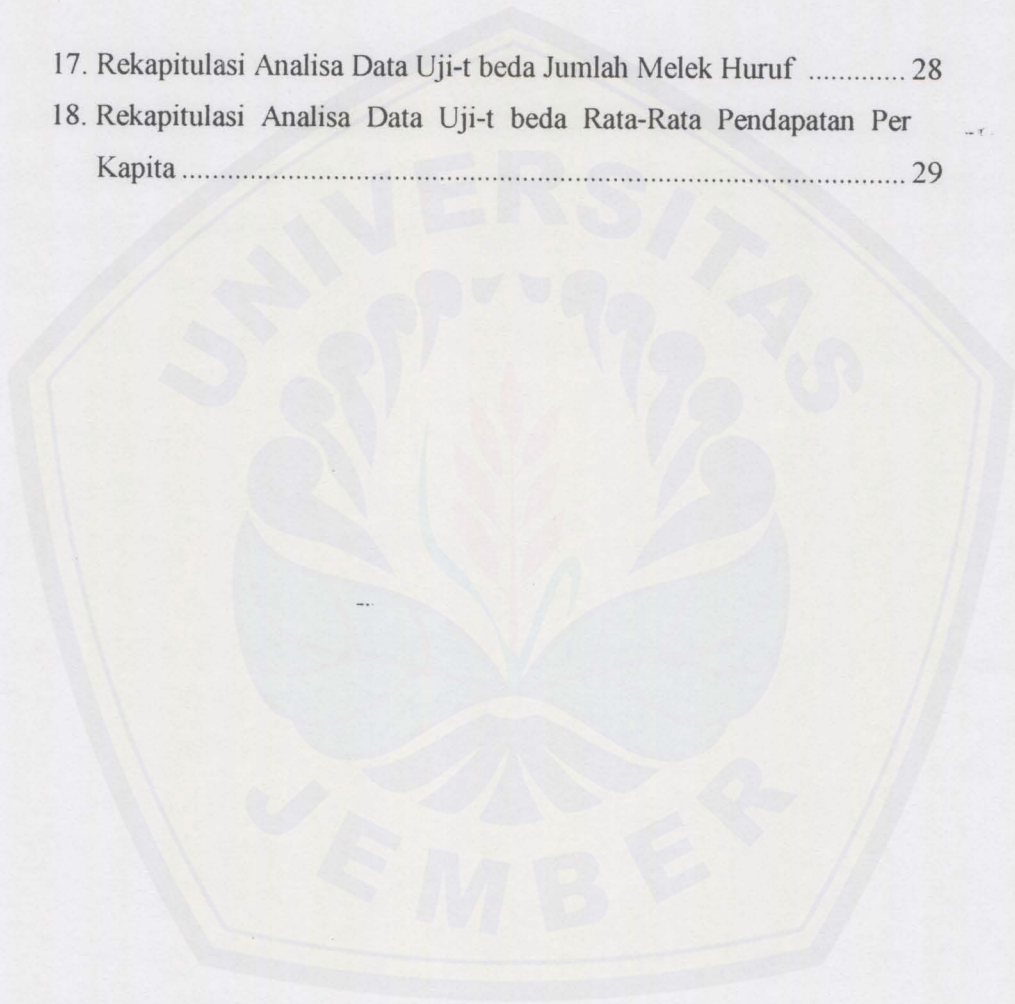 17. Rekapitulasi Analisa Data Uji-t beda Jumlah Melek Huruf ............. 28
18. Rekapitulasi Analisa Data Uji-t beda Rata-Rata Pendapatan Per
Kapita ........................................................................................... 29
UNIVERSITAS
JEMBER